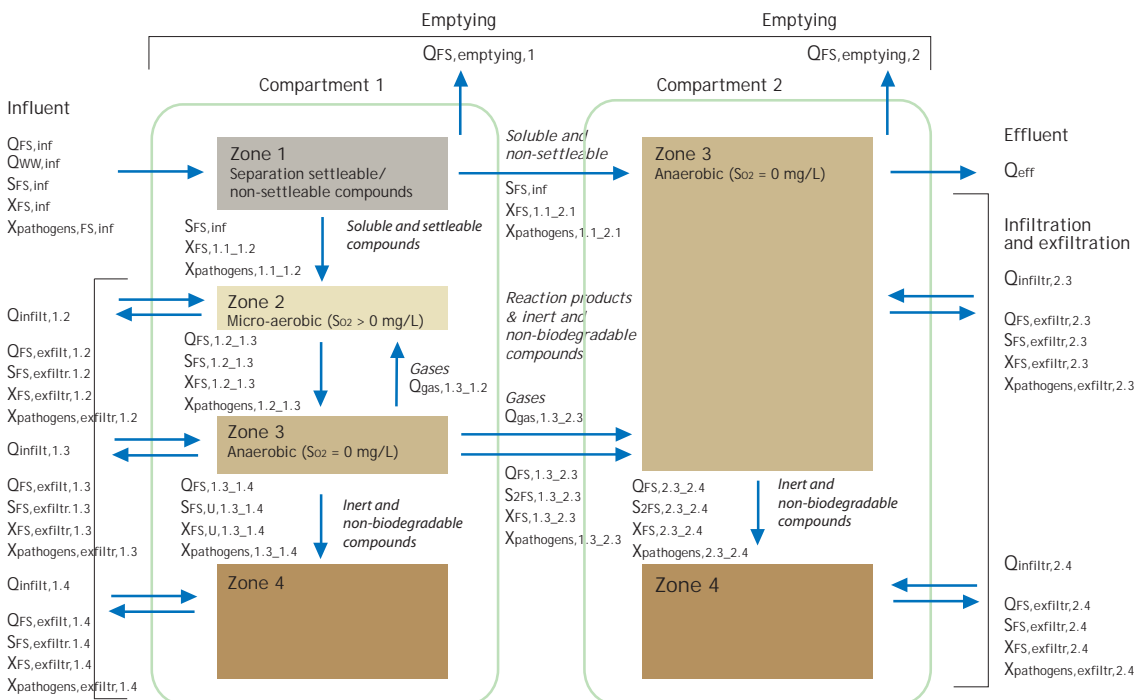 Emptying
Emptying
QFS,emptying,1
QFS,emptying,2
Compartment 1
Compartment 2
Influent
QFS,inf
QWW,inf
SFS,inf
XFS,inf
Xpathogens,FS,inf
Zone 1
Separation settleable/
non-settleable compounds
Soluble and
non-settleable
SFS,inf
XFS,1.1_2.1
Xpathogens,1.1_2.1
Zone 3
Anaerobic (SO2 = 0 mg/L)
Effluent
Qeff
SFS,inf
XFS,1.1_1.2
Xpathogens,1.1_1.2
Soluble and settleable
compounds
Infiltration
and exfiltration
Qinfiltr,2.3
QFS,exfiltr,2.3
SFS,exfiltr,2.3
XFS,exfiltr,2.3
Xpathogens,exfiltr,2.3
Zone 2
Micro-aerobic (SO2 > 0 mg/L)
Reaction products
& inert and
non-biodegradable
compounds
Qinfilt,1.2
QFS,exfilt,1.2
SFS,exfiltr.1.2
XFS,exfiltr,1.2
Xpathogens,exfiltr,1.2
QFS,1.2_1.3
SFS,1.2_1.3
XFS,1.2_1.3
Xpathogens,1.2_1.3
Gases
Qgas,1.3_1.2
Gases
Qgas,1.3_2.3
Zone 3
Anaerobic (SO2 = 0 mg/L)
Qinfilt,1.3
QFS,exfilt,1.3
SFS,exfiltr.1.3
XFS,exfiltr,1.3
Xpathogens,exfiltr,1.3
QFS,1.3_1.4
SFS,U,1.3_1.4
XFS,U,1.3_1.4
Xpathogens,1.3_1.4
Inert and
non-biodegradable
compounds
QFS,1.3_2.3
S2FS,1.3_2.3
XFS,1.3_2.3
Xpathogens,1.3_2.3
QFS,2.3_2.4
S2FS,2.3_2.4
XFS,2.3_2.4
Xpathogens,2.3_2.4
Inert and
non-biodegradable
compounds
Qinfilt,1.4
QFS,exfilt,1.4
SFS,exfiltr.1.4
XFS,exfiltr,1.4
Xpathogens,exfiltr,1.4
Zone 4
Zone 4
Qinfiltr,2.4
QFS,exfiltr,2.4
SFS,exfiltr,2.4
XFS,exfiltr,2.4
Xpathogens,exfiltr,2.4